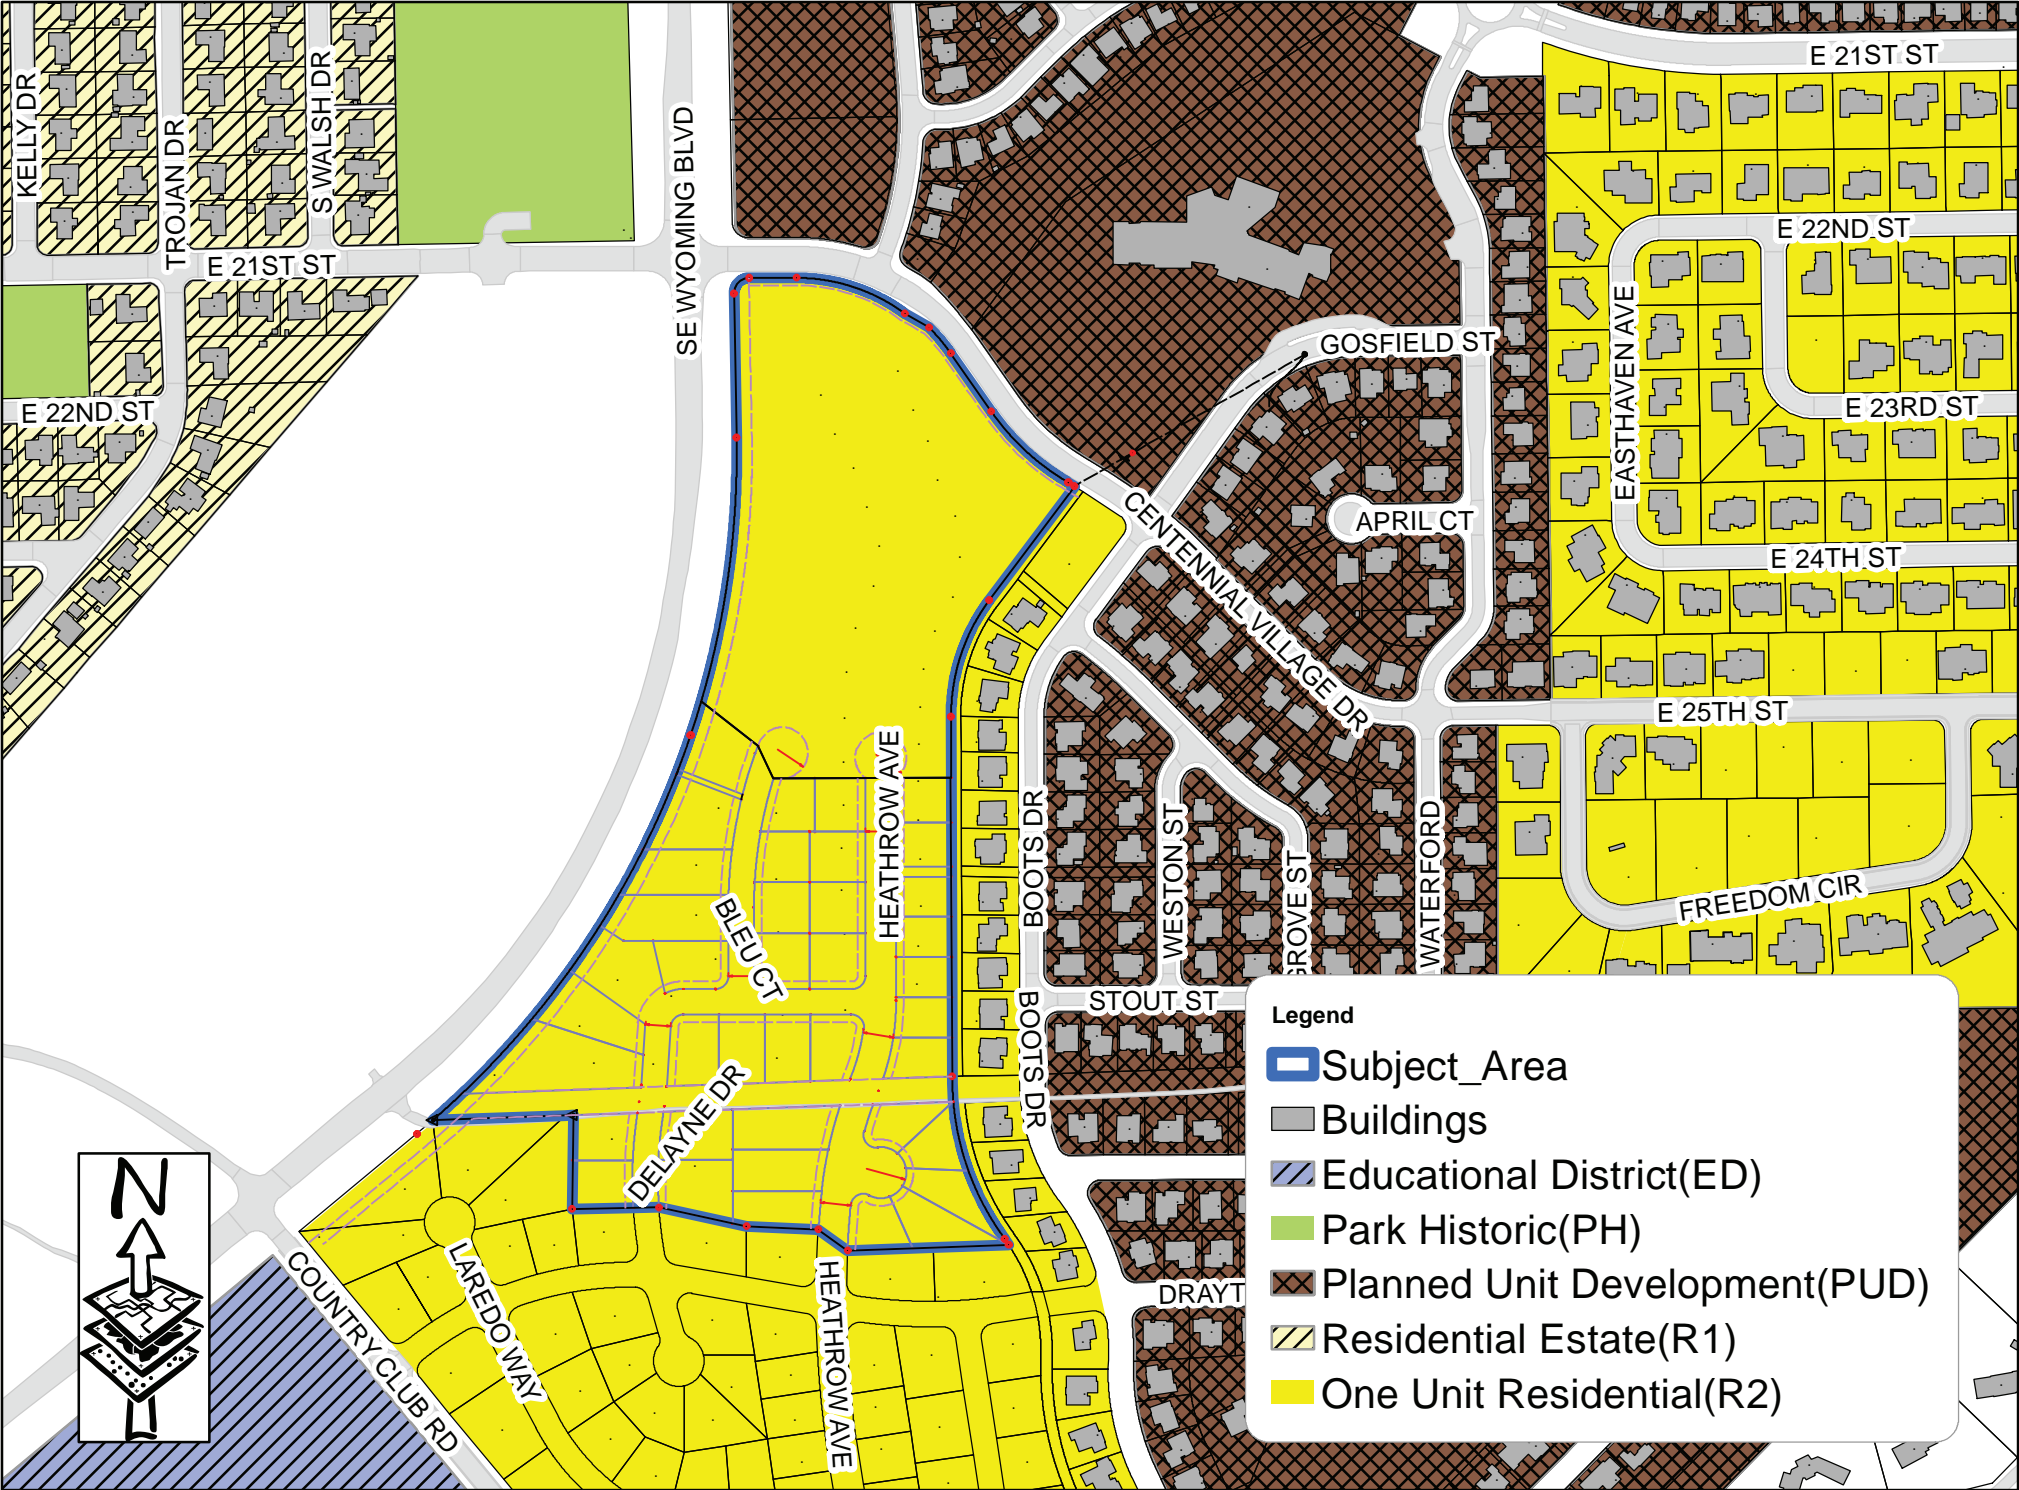 E 21ST ST
KELLY DR
TROJAN DR
S WALSH DR
SE WYOMING BLVD
E 21ST ST
E 22ND ST
E 22ND ST
GOSFIELD ST
EASTHAVEN AVE
E 23RD ST
CENTENNIAL VILLAGE DR
APRIL CT
E 24TH ST
E 25TH ST
HEATHROW AVE
BOOTS DR
WESTON ST
GROVE ST
WATERFORD
FREEDOM CIR
BLEU CT
STOUT ST
BOOTS DR
DELAYNE DR
LAREDO WAY
COUNTRY CLUB RD
HEATHROW AVE
DRAYT
N
Legend
Subject_Area
Buildings
Educational District(ED)
Park Historic(PH)
Planned Unit Development(PUD)
Residential Estate(R1)
One Unit Residential(R2)